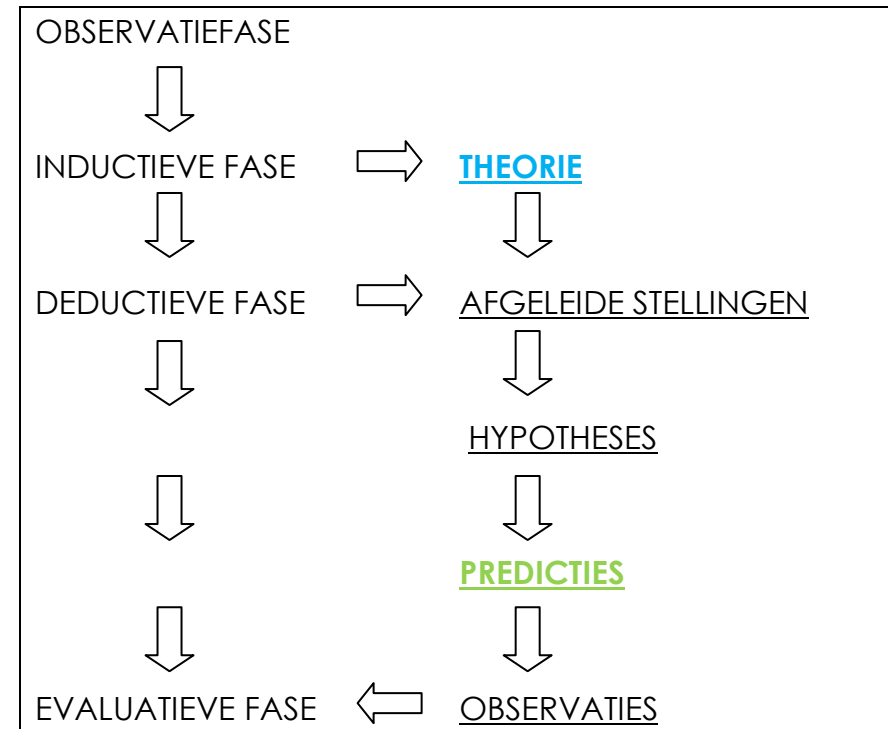 OBSERVATIEFASE
INDUCTIEVE FASE THEORIE
DEDUCTIEVE FASE AFGELEIDE STELLINGEN
HYPOTHESES
PREDICTIES
EVALUATIEVE FASE OBSERVATIES